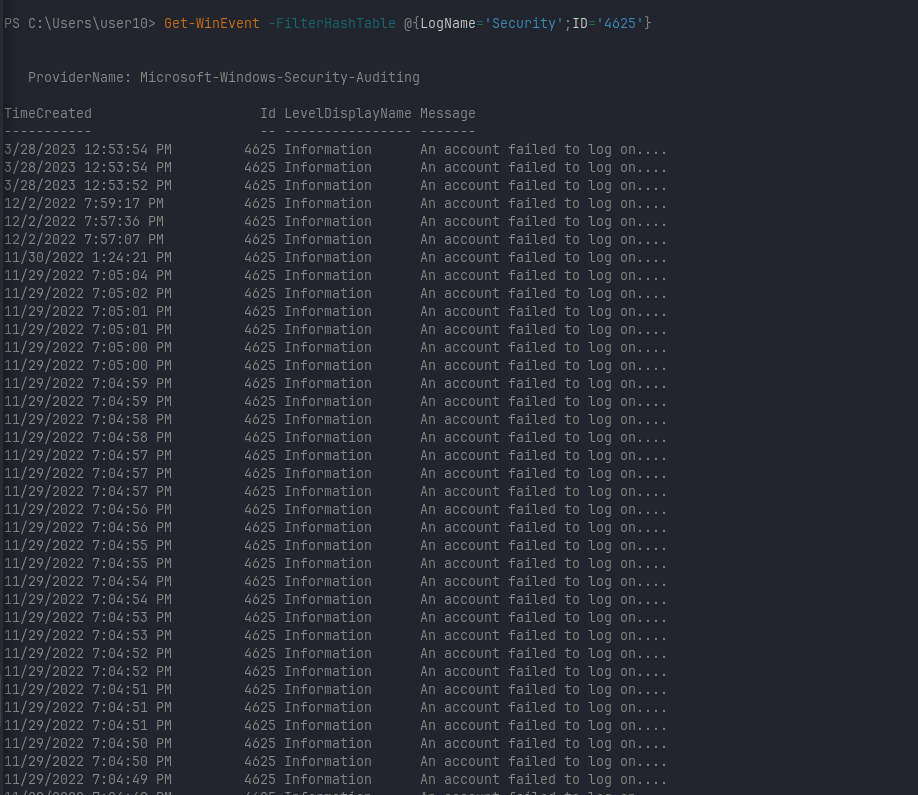 PS C:\Users\user10> Get-WinEvent -FilterHashTable @{LogName='Security';ID='4625'}
ProviderName: Microsoft-Windows-Security-Auditing
TimeCreated Id LevelDisplayName Message
----------- -- ---------------- -------
3/28/2023 12:53:54 PM 4625 Information An account failed to log on....
3/28/2023 12:53:54 PM 4625 Information An account failed to log on....
3/28/2023 12:53:52 PM 4625 Information An account failed to log on....
12/2/2022 7:59:17 PM 4625 Information An account failed to log on....
12/2/2022 7:57:36 PM 4625 Information An account failed to log on....
12/2/2022 7:57:07 PM 4625 Information An account failed to log on....
11/30/2022 1:24:21 PM 4625 Information An account failed to log on....
11/29/2022 7:05:04 PM 4625 Information An account failed to log on....
11/29/2022 7:05:02 PM 4625 Information An account failed to log on....
11/29/2022 7:05:01 PM 4625 Information An account failed to log on....
11/29/2022 7:05:01 PM 4625 Information An account failed to log on....
11/29/2022 7:05:00 PM 4625 Information An account failed to log on....
11/29/2022 7:05:00 PM 4625 Information An account failed to log on....
11/29/2022 7:04:59 PM 4625 Information An account failed to log on....
11/29/2022 7:04:59 PM 4625 Information An account failed to log on....
11/29/2022 7:04:58 PM 4625 Information An account failed to log on....
11/29/2022 7:04:58 PM 4625 Information An account failed to log on....
11/29/2022 7:04:57 PM 4625 Information An account failed to log on....
11/29/2022 7:04:57 PM 4625 Information An account failed to log on....
11/29/2022 7:04:57 PM 4625 Information An account failed to log on....
11/29/2022 7:04:56 PM 4625 Information An account failed to log on....
11/29/2022 7:04:56 PM 4625 Information An account failed to log on....
11/29/2022 7:04:55 PM 4625 Information An account failed to log on....
11/29/2022 7:04:55 PM 4625 Information An account failed to log on....
11/29/2022 7:04:54 PM 4625 Information An account failed to log on....
11/29/2022 7:04:54 PM 4625 Information An account failed to log on....
11/29/2022 7:04:53 PM 4625 Information An account failed to log on....
11/29/2022 7:04:53 PM 4625 Information An account failed to log on....
11/29/2022 7:04:52 PM 4625 Information An account failed to log on....
11/29/2022 7:04:52 PM 4625 Information An account failed to log on....
11/29/2022 7:04:51 PM 4625 Information An account failed to log on....
11/29/2022 7:04:51 PM 4625 Information An account failed to log on....
11/29/2022 7:04:51 PM 4625 Information An account failed to log on....
11/29/2022 7:04:50 PM 4625 Information An account failed to log on....
11/29/2022 7:04:50 PM 4625 Information An account failed to log on....
11/29/2022 7:04:49 PM 4625 Information An account failed to log on....